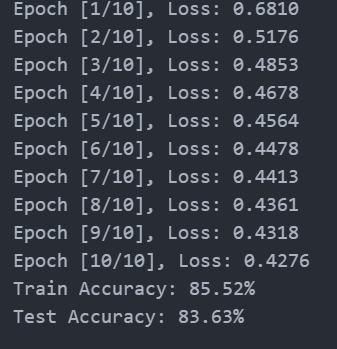 Epoch [1/10], Loss: 0.6810
Epoch [2/10], Loss: 0.5176
Epoch [3/10], Loss: 0.4853
Epoch [4/10], Loss: 0.4678
Epoch [5/10], Loss: 0.4564
Epoch [6/10], Loss: 0.4478
Epoch [7/10], Loss: 0.4413
Epoch [8/10], Loss: 0.4361
Epoch [9/10], Loss: 0.4318
Epoch [10/10], Loss: 0.4276
Train Accuracy: 85.52%
Test Accuracy: 83.63%